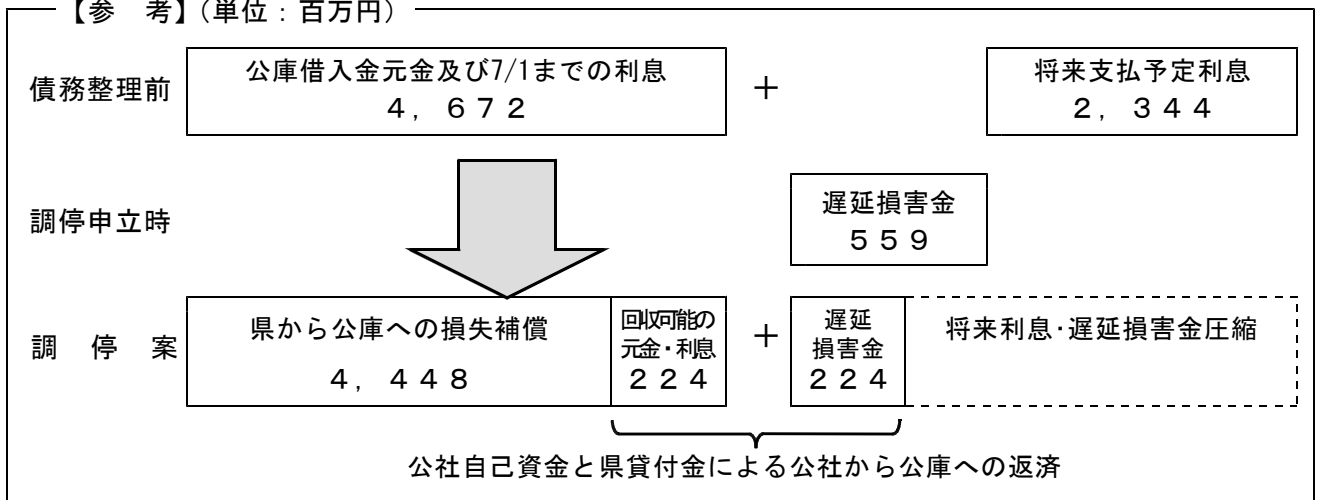 【参 考】（単位：百万円）
債務整理前
公庫借入金元金及び7/1までの利息
４，６７２
＋
将来支払予定利息
２，３４４
調停申立時
遅延損害金
５５９
調 停 案
県から公庫への損失補償
４，４４８
回収可能の
元金・利息
２２４
＋
遅延
損害金
２２４
将来利息・遅延損害金圧縮
公社自己資金と県貸付金による公社から公庫への返済